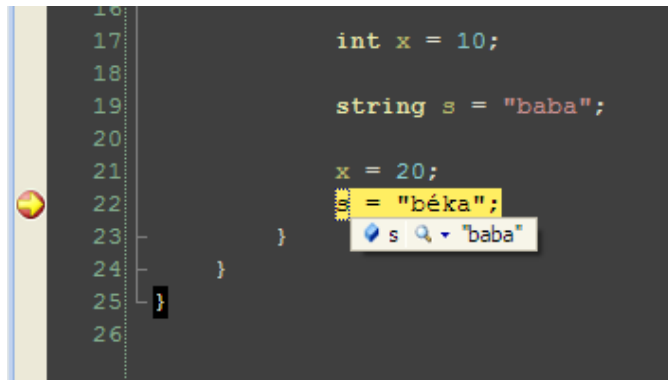 16
17 int x = 10;
18
19 string s = "baba";
20
21 x = 20;
22 s = "béka";
23 }
s "baba"
24 }
25 }
26